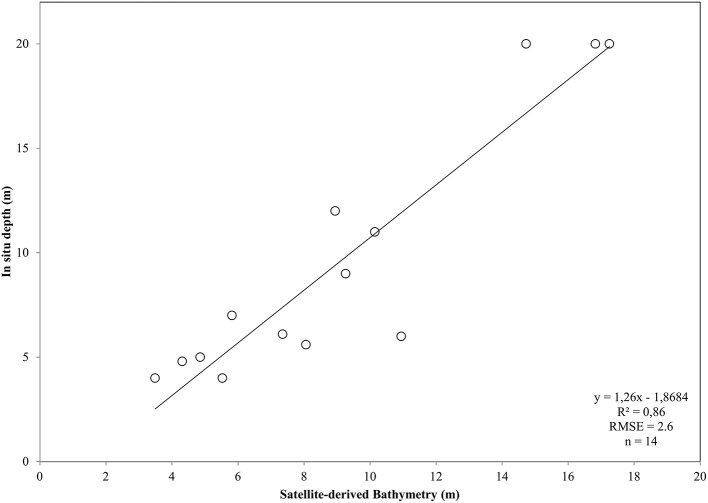 20
15
10
5
0
In situ depth (m)
y = 1,26x - 1,8684
R² = 0,86
RMSE = 2.6
n = 14
0 2 4 6 8 10 12 14 16 18 20
Satellite-derived Bathymetry (m)